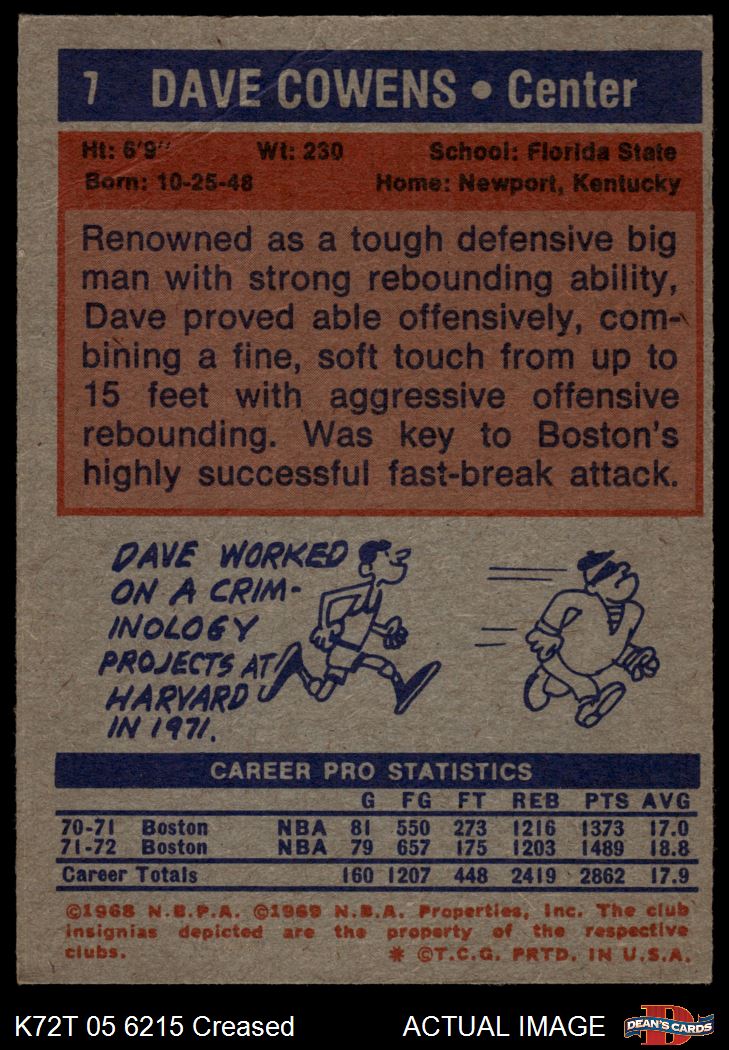 7 DAVE COWENS • Center
Ht: 6'9" Wt: 230 School: Florida State
Born: 10-25-48 Home: Newport, Kentucky
Renowned as a tough defensive big
man with strong rebounding ability,
Dave proved able offensively, com-
bining a fine, soft touch from up to
15 feet with aggressive offensive
rebounding. Was key to Boston's
highly successful fast-break attack.
DAVE WORKED
ON A CRIM-
INOLOGY
PROJECTS AT
HARVARD
IN 1971.
CAREER PRO STATISTICS
G FG FT REB PTS AVG
70-71 Boston NBA 81 550 273 1216 1373 17.0
71-72 Boston NBA 79 657 175 1203 1489 18.8
Career Totals 160 1207 448 2419 2862 17.9
©1968 N.B.P.A. ©1969 N.B.A. Properties, Inc. The club
insignias depicted are the property of the respective
clubs. * ©T.C.G. PRTD. IN U.S.A.
K72T 05 6215 Creased ACTUAL IMAGE DEAN'S CARDS